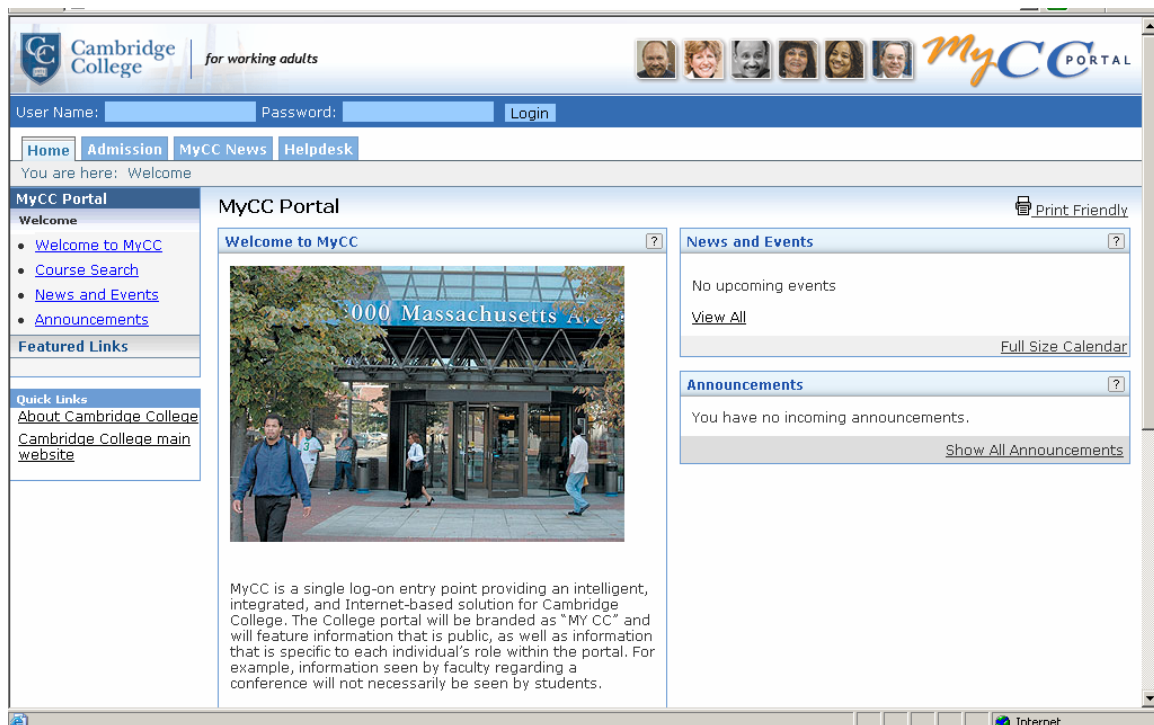 Cambridge
College
for working adults
MyCC PORTAL
User Name: Password: Login
Home Admission MyCC News Helpdesk
You are here: Welcome
MyCC Portal
Welcome
Welcome to MyCC
Course Search
News and Events
Announcements
Featured Links
Quick Links
About Cambridge College
Cambridge College main
website
MyCC Portal
Print Friendly
Welcome to MyCC ?
000 Massachusetts Ave
MyCC is a single log-on entry point providing an intelligent,
integrated, and Internet-based solution for Cambridge
College. The College portal will be branded as “MY CC” and
will feature information that is public, as well as information
that is specific to each individual’s role within the portal. For
example, information seen by faculty regarding a
conference will not necessarily be seen by students.
News and Events ?
No upcoming events
View All
Full Size Calendar
Announcements ?
You have no incoming announcements.
Show All Announcements
Internet